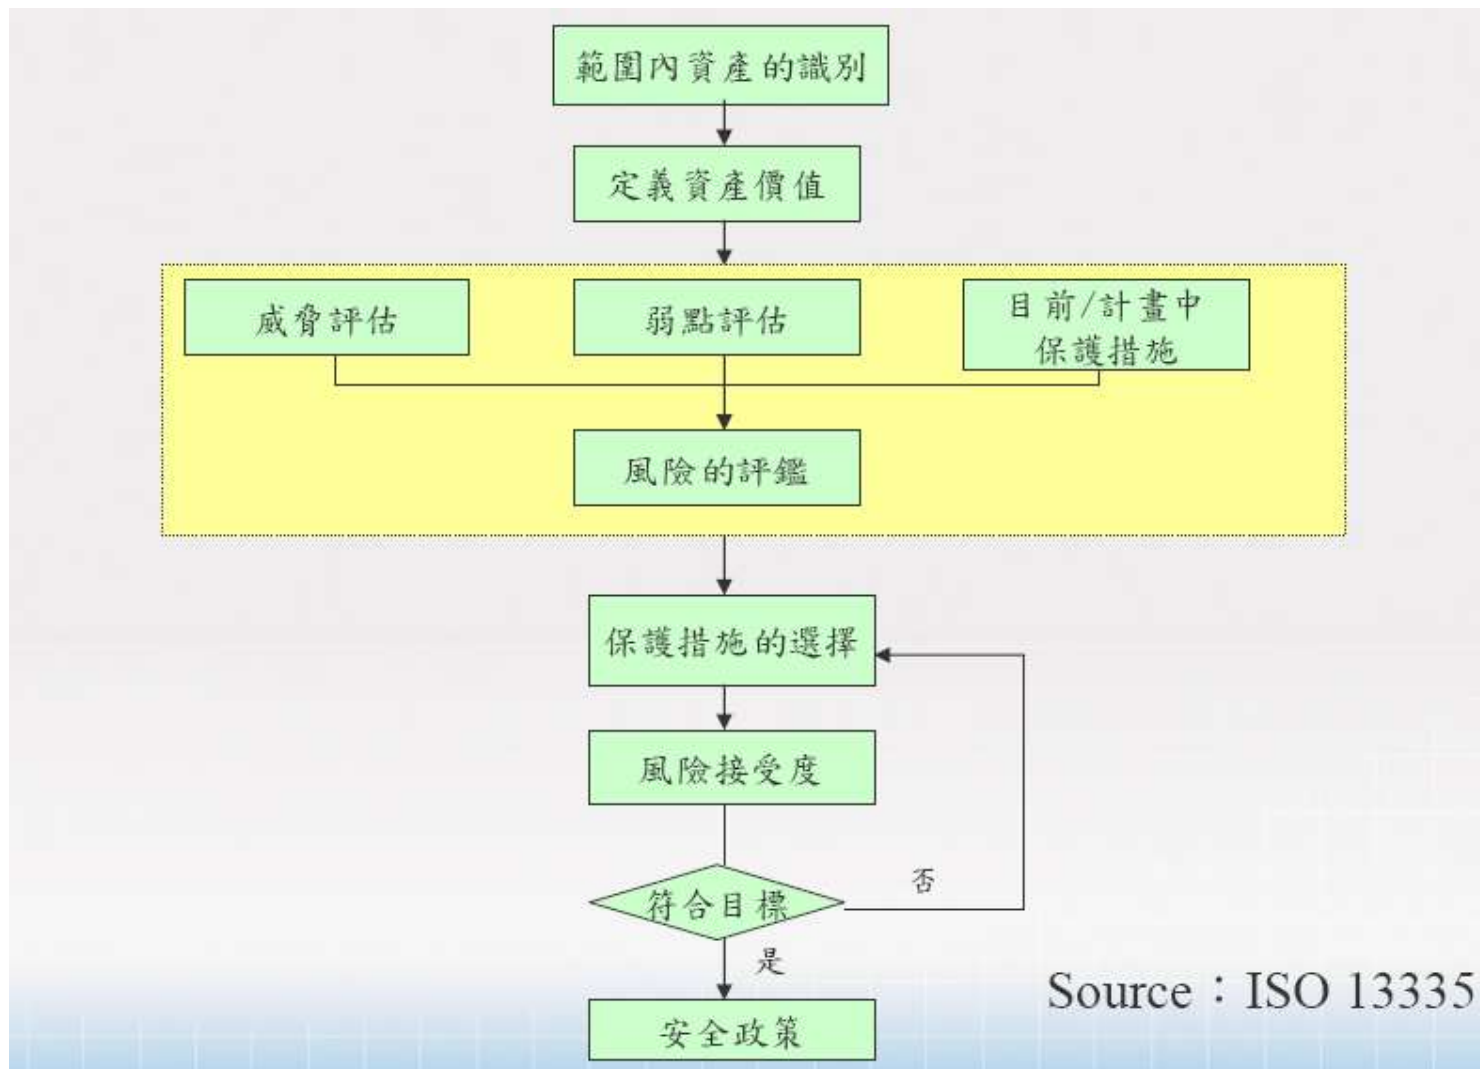 範圍內資產的識別
定義資產價值
威脅評估
弱點評估
目前/計畫中
保護措施
風險的評鑑
保護措施的選擇
風險接受度
符合目標
否
是
Source：ISO 13335
安全政策